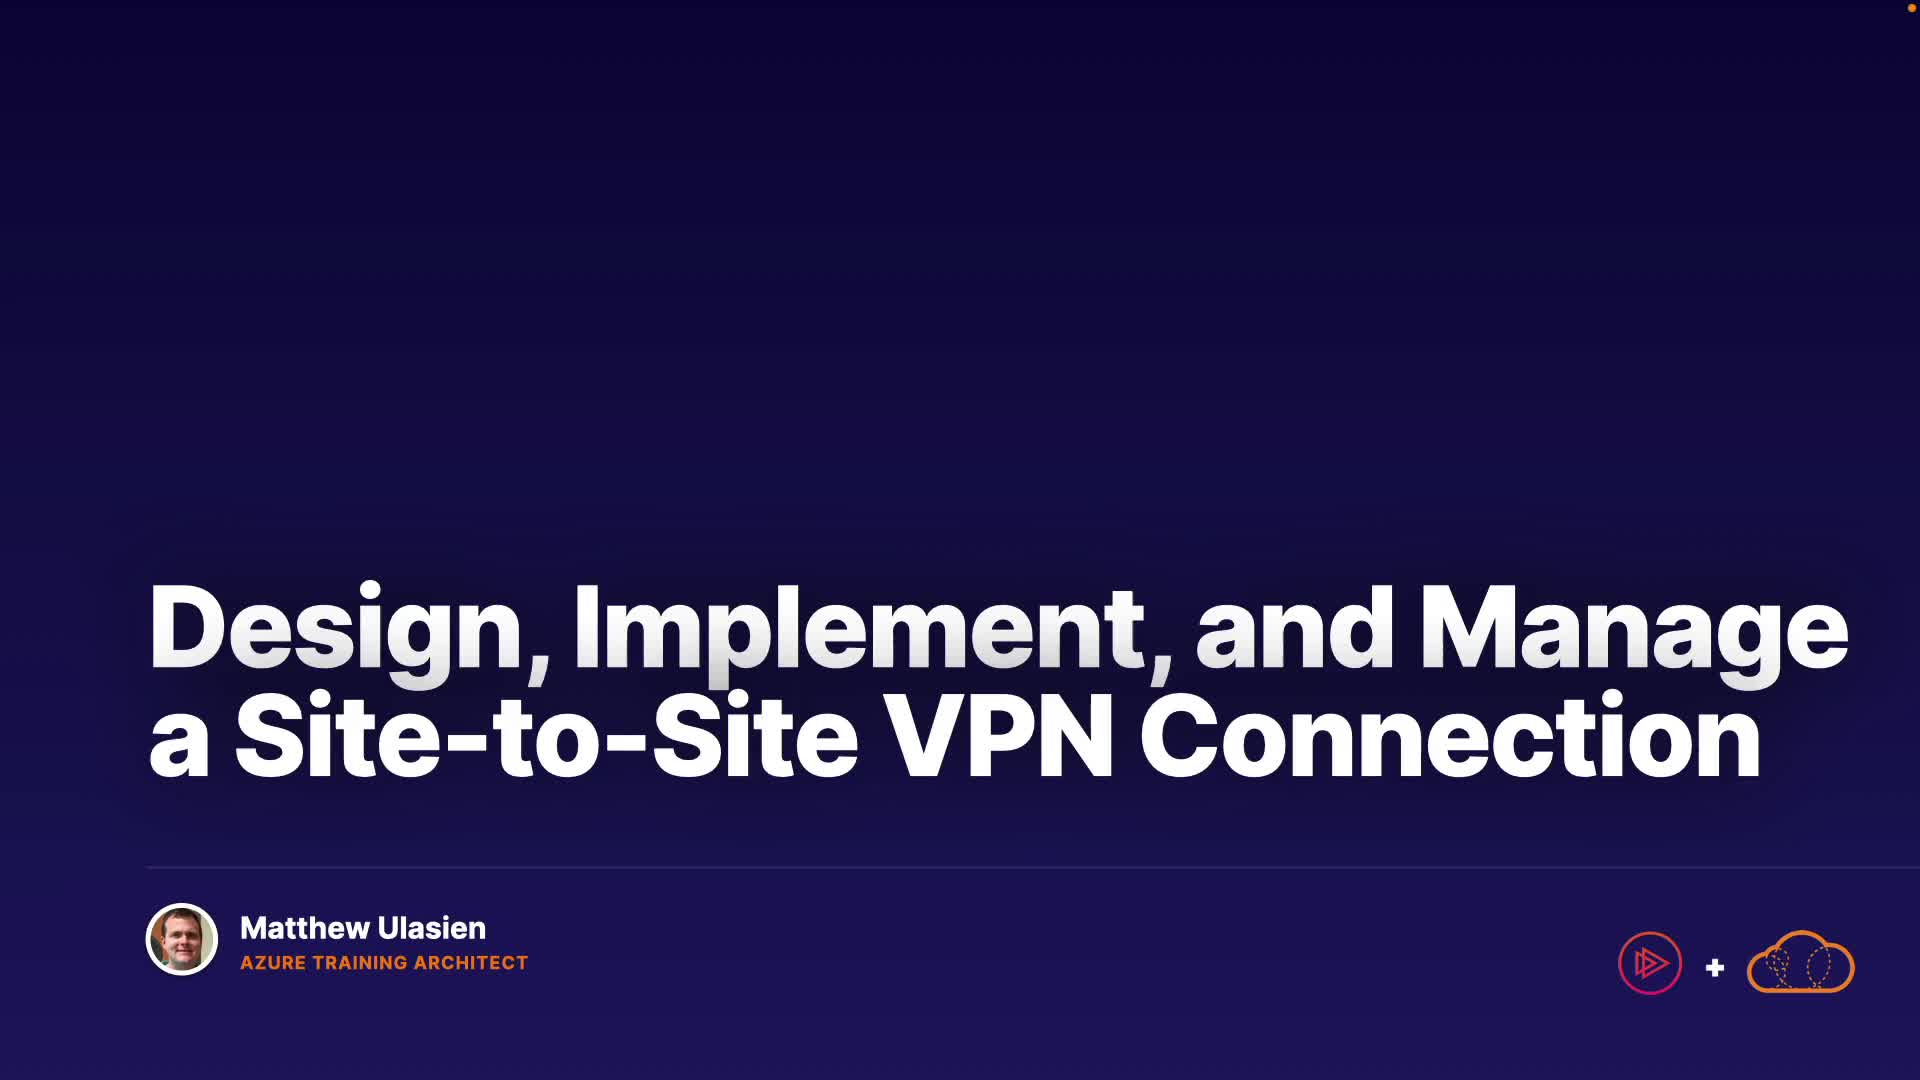 Design, Implement, and Manage
a Site-to-Site VPN Connection
Matthew Ulasien
AZURE TRAINING ARCHITECT
+